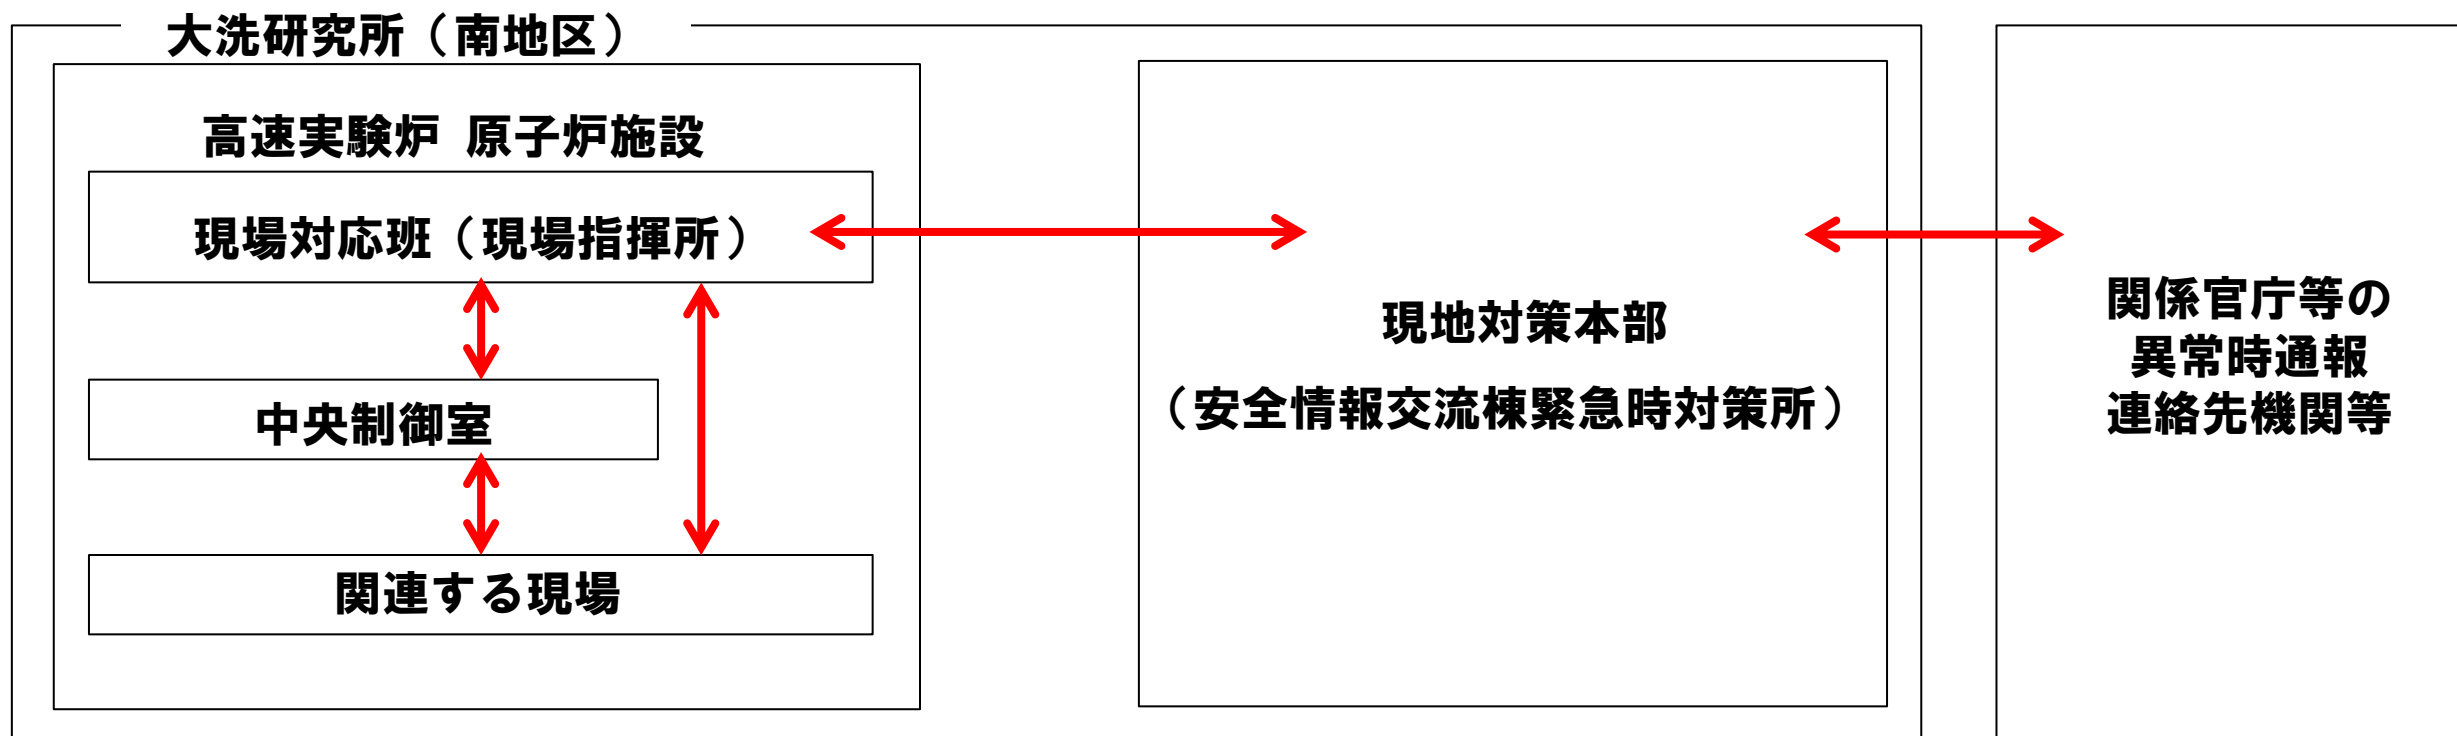 大洗研究所（南地区）
高速実験炉 原子炉施設
現場対応班（現場指揮所）
中央制御室
関連する現場
現地対策本部
（安全情報交流棟緊急時対策所）
関係官庁等の
異常時通報
連絡先機関等